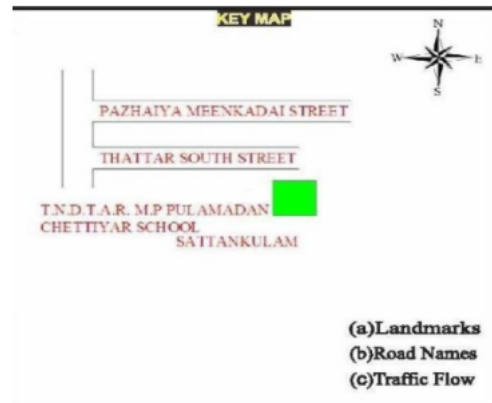 KEY MAP
N
W E
S
PAZHAIYA MEENKADAI STREET
THATTAR SOUTH STREET
T.N.D.T.A.R. M.P PULAMADAN
CHETTIYAR SCHOOL
SATTANKULAM
(a)Landmarks
(b)Road Names
(c)Traffic Flow